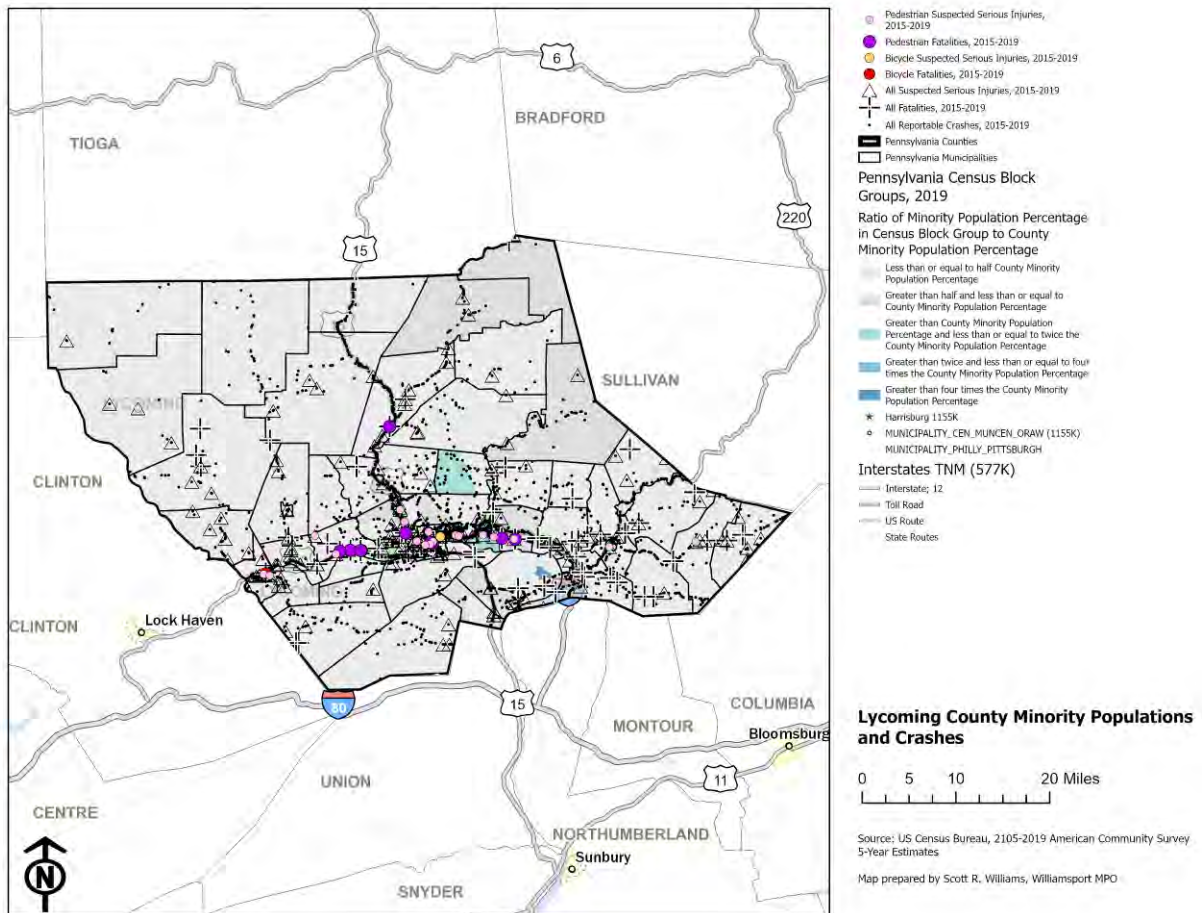 Pedestrian Suspected Serious Injuries,
2015-2019
Pedestrian Fatalities, 2015-2019
Bicycle Suspected Serious Injuries, 2015-2019
Bicycle Fatalities, 2015-2019
All Suspected Serious Injuries, 2015-2019
All Fatalities, 2015-2019
All Reportable Crashes, 2015-2019
Pennsylvania Counties
Pennsylvania Municipalities
Pennsylvania Census Block
Groups, 2019
Ratio of Minority Population Percentage
in Census Block Group to County
Minority Population Percentage
Less than or equal to half County Minority
Population Percentage
Greater than half and less than or equal to
County Minority Population Percentage
Greater than County Minority Population
Percentage and less than or equal to twice the
County Minority Population Percentage
Greater than twice and less than or equal to four
times the County Minority Population Percentage
Greater than four times the County Minority
Population Percentage
Harrisburg 1155K
MUNICIPALITY_CEN_MUNCEN_ORAW (1155K)
MUNICIPALITY_PHILLY_PITTSBURGH
Interstates TNM (577K)
Interstate; 12
Toll Road
US Route
State Routes
Lycoming County Minority Populations
and Crashes
0 5 10 20 Miles
Source: US Census Bureau, 2105-2019 American Community Survey
5-Year Estimates
Map prepared by Scott R. Williams, Williamsport MPO
6
BRADFORD
TIOGA
220
15
SULLIVAN
CLINTON
Lock Haven
CLINTON
80
15
COLUMBIA
MONTOUR
Bloomsburg
UNION
11
CENTRE
NORTHUMBERLAND
Sunbury
SNYDER
N